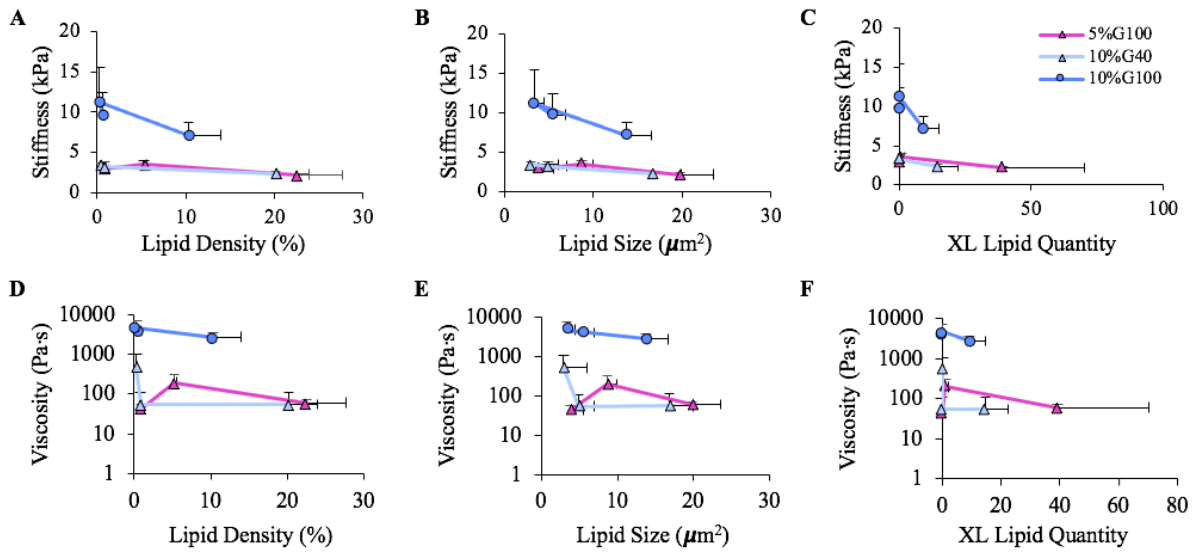 A
Stiffness (kPa)
20
15
10
5
0
0 10 20 30
Lipid Density (%)
B
Stiffness (kPa)
20
15
10
5
0
0 10 20 30
Lipid Size (μm²)
C
Stiffness (kPa)
20
15
10
5
0
0 50 100
XL Lipid Quantity
5%G100
10%G40
10%G100
D
Viscosity (Pa·s)
10000
1000
100
10
1
0 10 20 30
Lipid Density (%)
E
Viscosity (Pa·s)
10000
1000
100
10
1
0 10 20 30
Lipid Size (μm²)
F
Viscosity (Pa·s)
10000
1000
100
10
1
0 20 40 60 80
XL Lipid Quantity